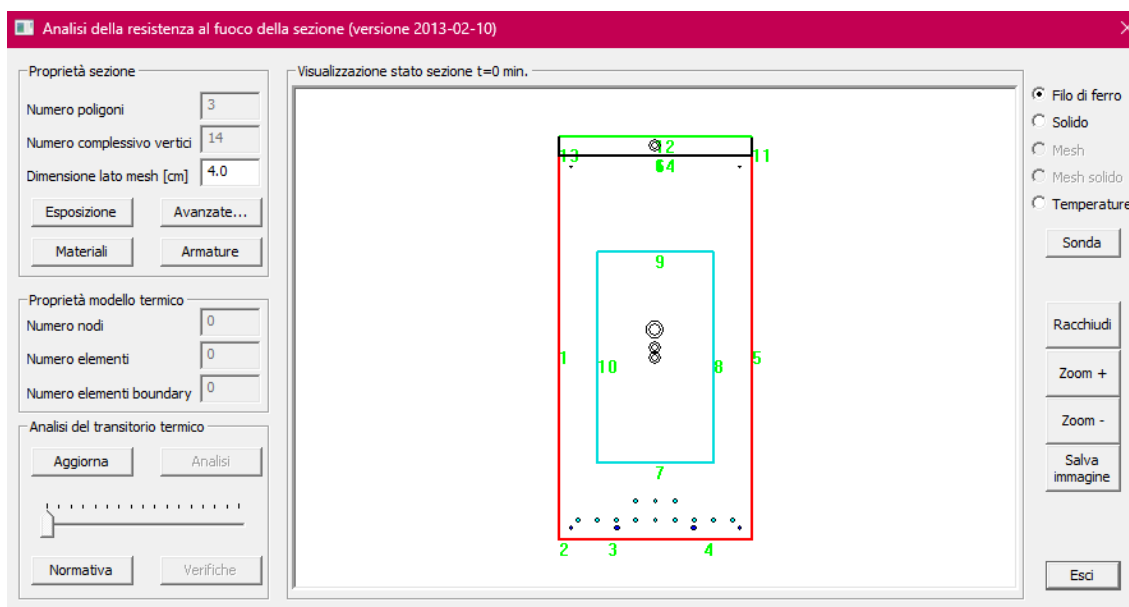 Analisi della resistenza al fuoco della sezione (versione 2013-02-10)
Proprietà sezione
Numero poligoni 3
Numero complessivo vertici 14
Dimensione lato mesh [cm] 4.0
Esposizione Avanzate...
Materiali Armature
Proprietà modello termico
Numero nodi 0
Numero elementi 0
Numero elementi boundary 0
Analisi del transitorio termico
Aggiorna Analisi
Normativa Verifiche
Visualizzazione stato sezione t=0 min.
13 12 11
4
9
1 10 8 5
7
2 3 4
Filo di ferro
Solido
Mesh
Mesh solido
Temperature
Sonda
Racchiudi
Zoom +
Zoom -
Salva
immagine
Esci